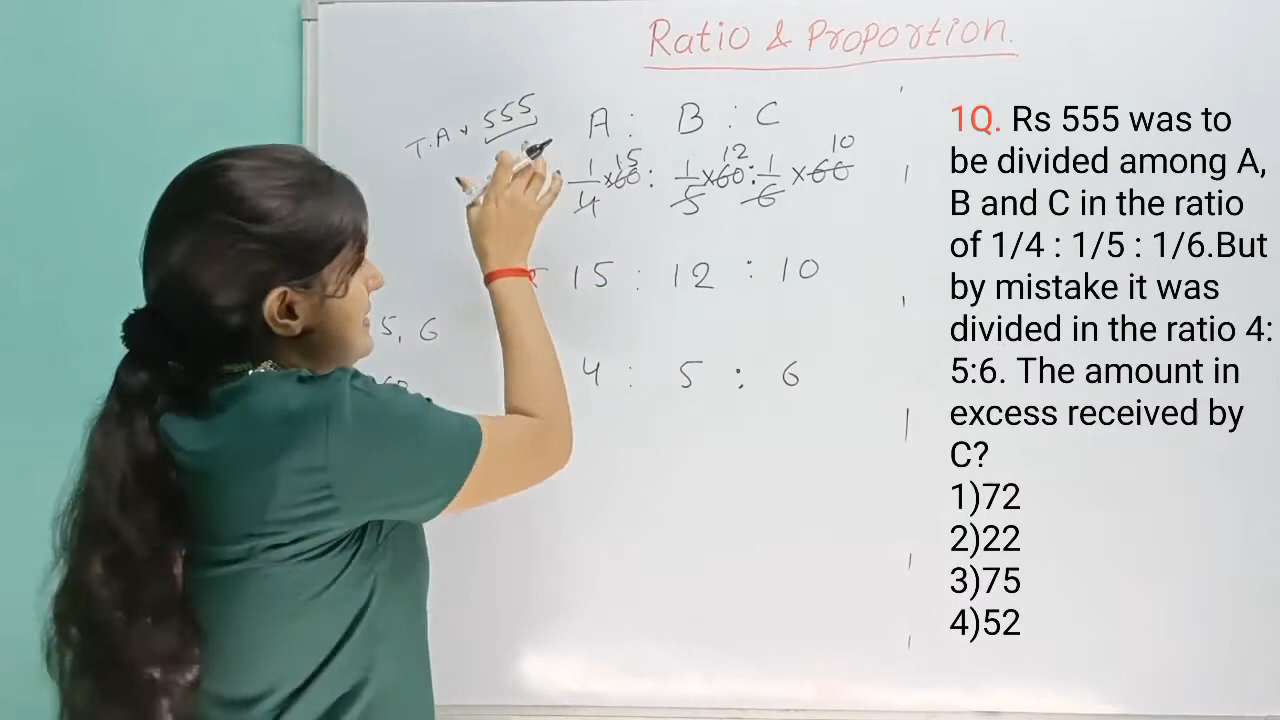 Ratio & Proportion.
T.A → 555
A : B : C
1/4 × 60 15 : 1/5 × 60 12 : 1/6 × 60 10
15 : 12 : 10
5, 6
60
4 : 5 : 6
1Q. Rs 555 was to
be divided among A,
B and C in the ratio
of 1/4 : 1/5 : 1/6.But
by mistake it was
divided in the ratio 4:
5:6. The amount in
excess received by
C?
1)72
2)22
3)75
4)52